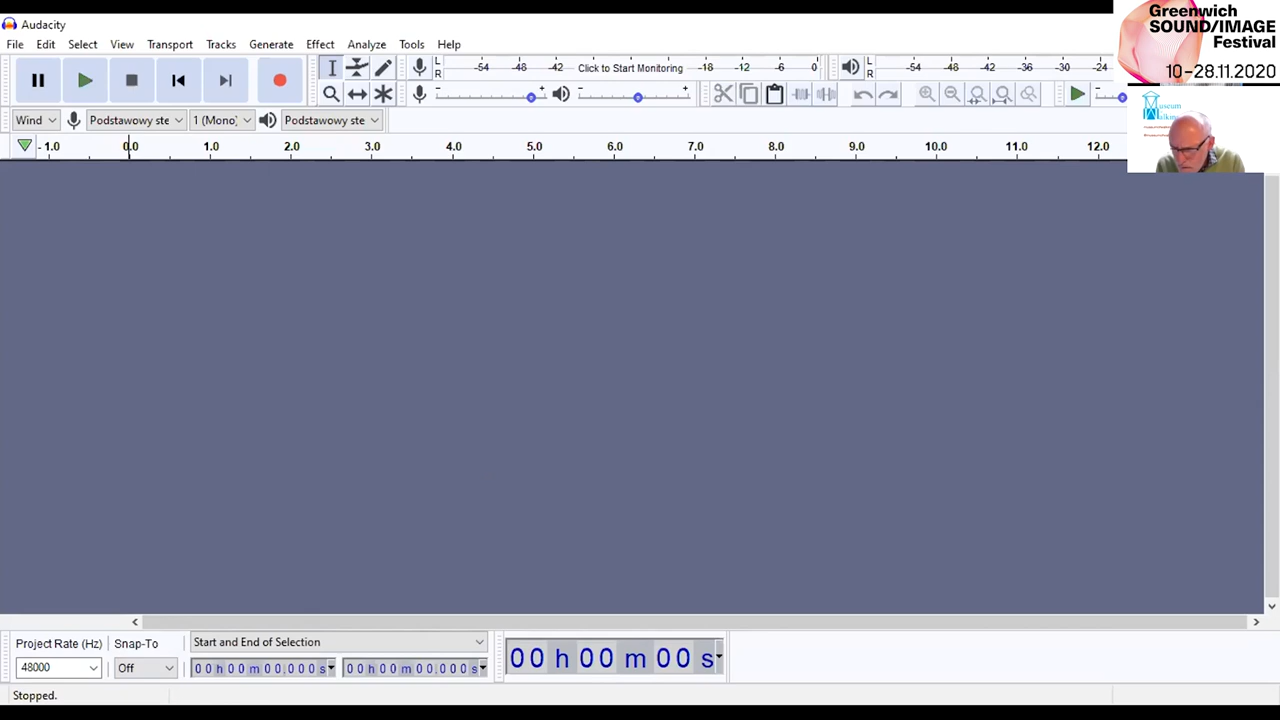 Audacity
Greenwich
SOUND/IMAGE
Festival
10–28.11.2020
File Edit Select View Transport Tracks Generate Effect Analyze Tools Help
L -54 -48 -42 Click to Start Monitoring -18 -12 -6 0 L -54 -48 -42 -36 -30 -24
R R
Wind Podstawowy ste 1 (Mono) Podstawowy ste
- 1.0 0.0 1.0 2.0 3.0 4.0 5.0 6.0 7.0 8.0 9.0 10.0 11.0 12.0
Project Rate (Hz) Snap-To Start and End of Selection
48000 Off 00 h 00 m 00.000 s 00 h 00 m 00.000 s 00 h 00 m 00 s
Stopped.